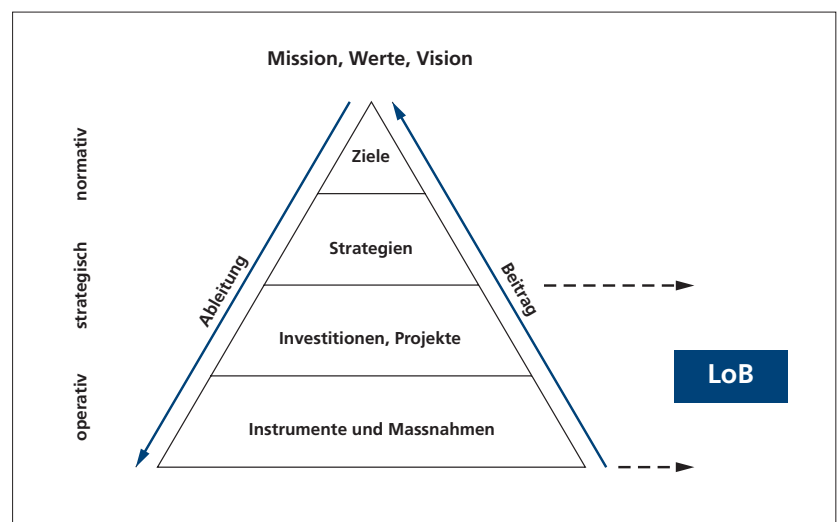 Mission, Werte, Vision
normativ
Ziele
strategisch
Strategien
Ableitung
Beitrag
Investitionen, Projekte
LoB
operativ
Instrumente und Massnahmen